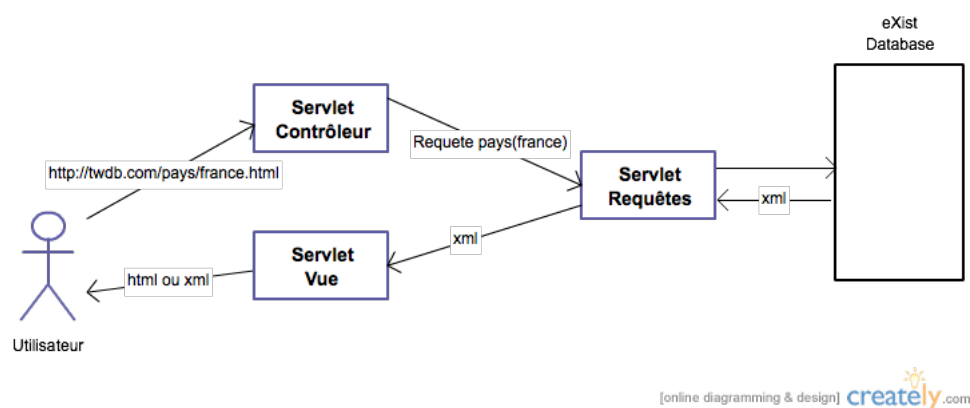 eXist
Database
Servlet
Contrôleur
Requete pays(france)
http://twdb.com/pays/france.html
Servlet
Requêtes
xml
xml
Servlet
Vue
html ou xml
Utilisateur
[online diagramming & design] creately.com